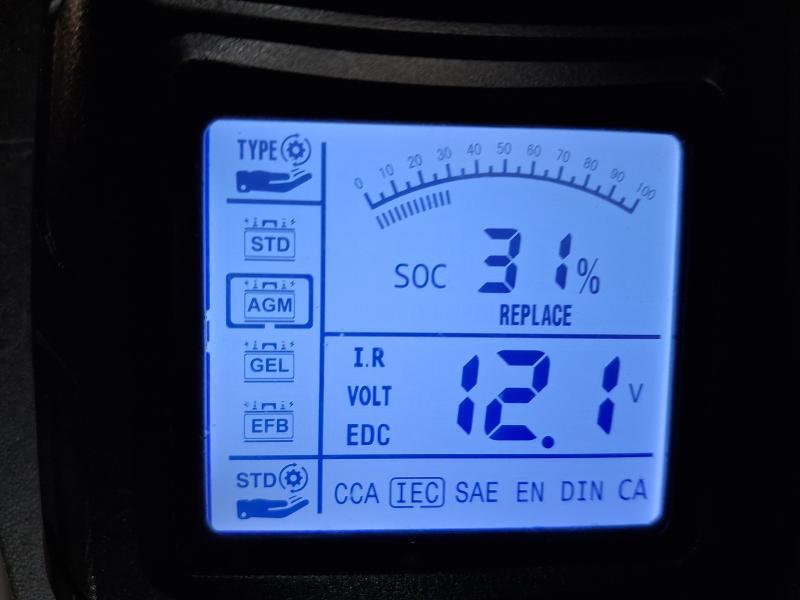 TYPE
0 10 20 30 40 50 60 70 80 90 100
STD
AGM
GEL
EFB
STD
SOC 31%
REPLACE
I.R
VOLT 12.1 V
EDC
CCA IEC SAE EN DIN CA